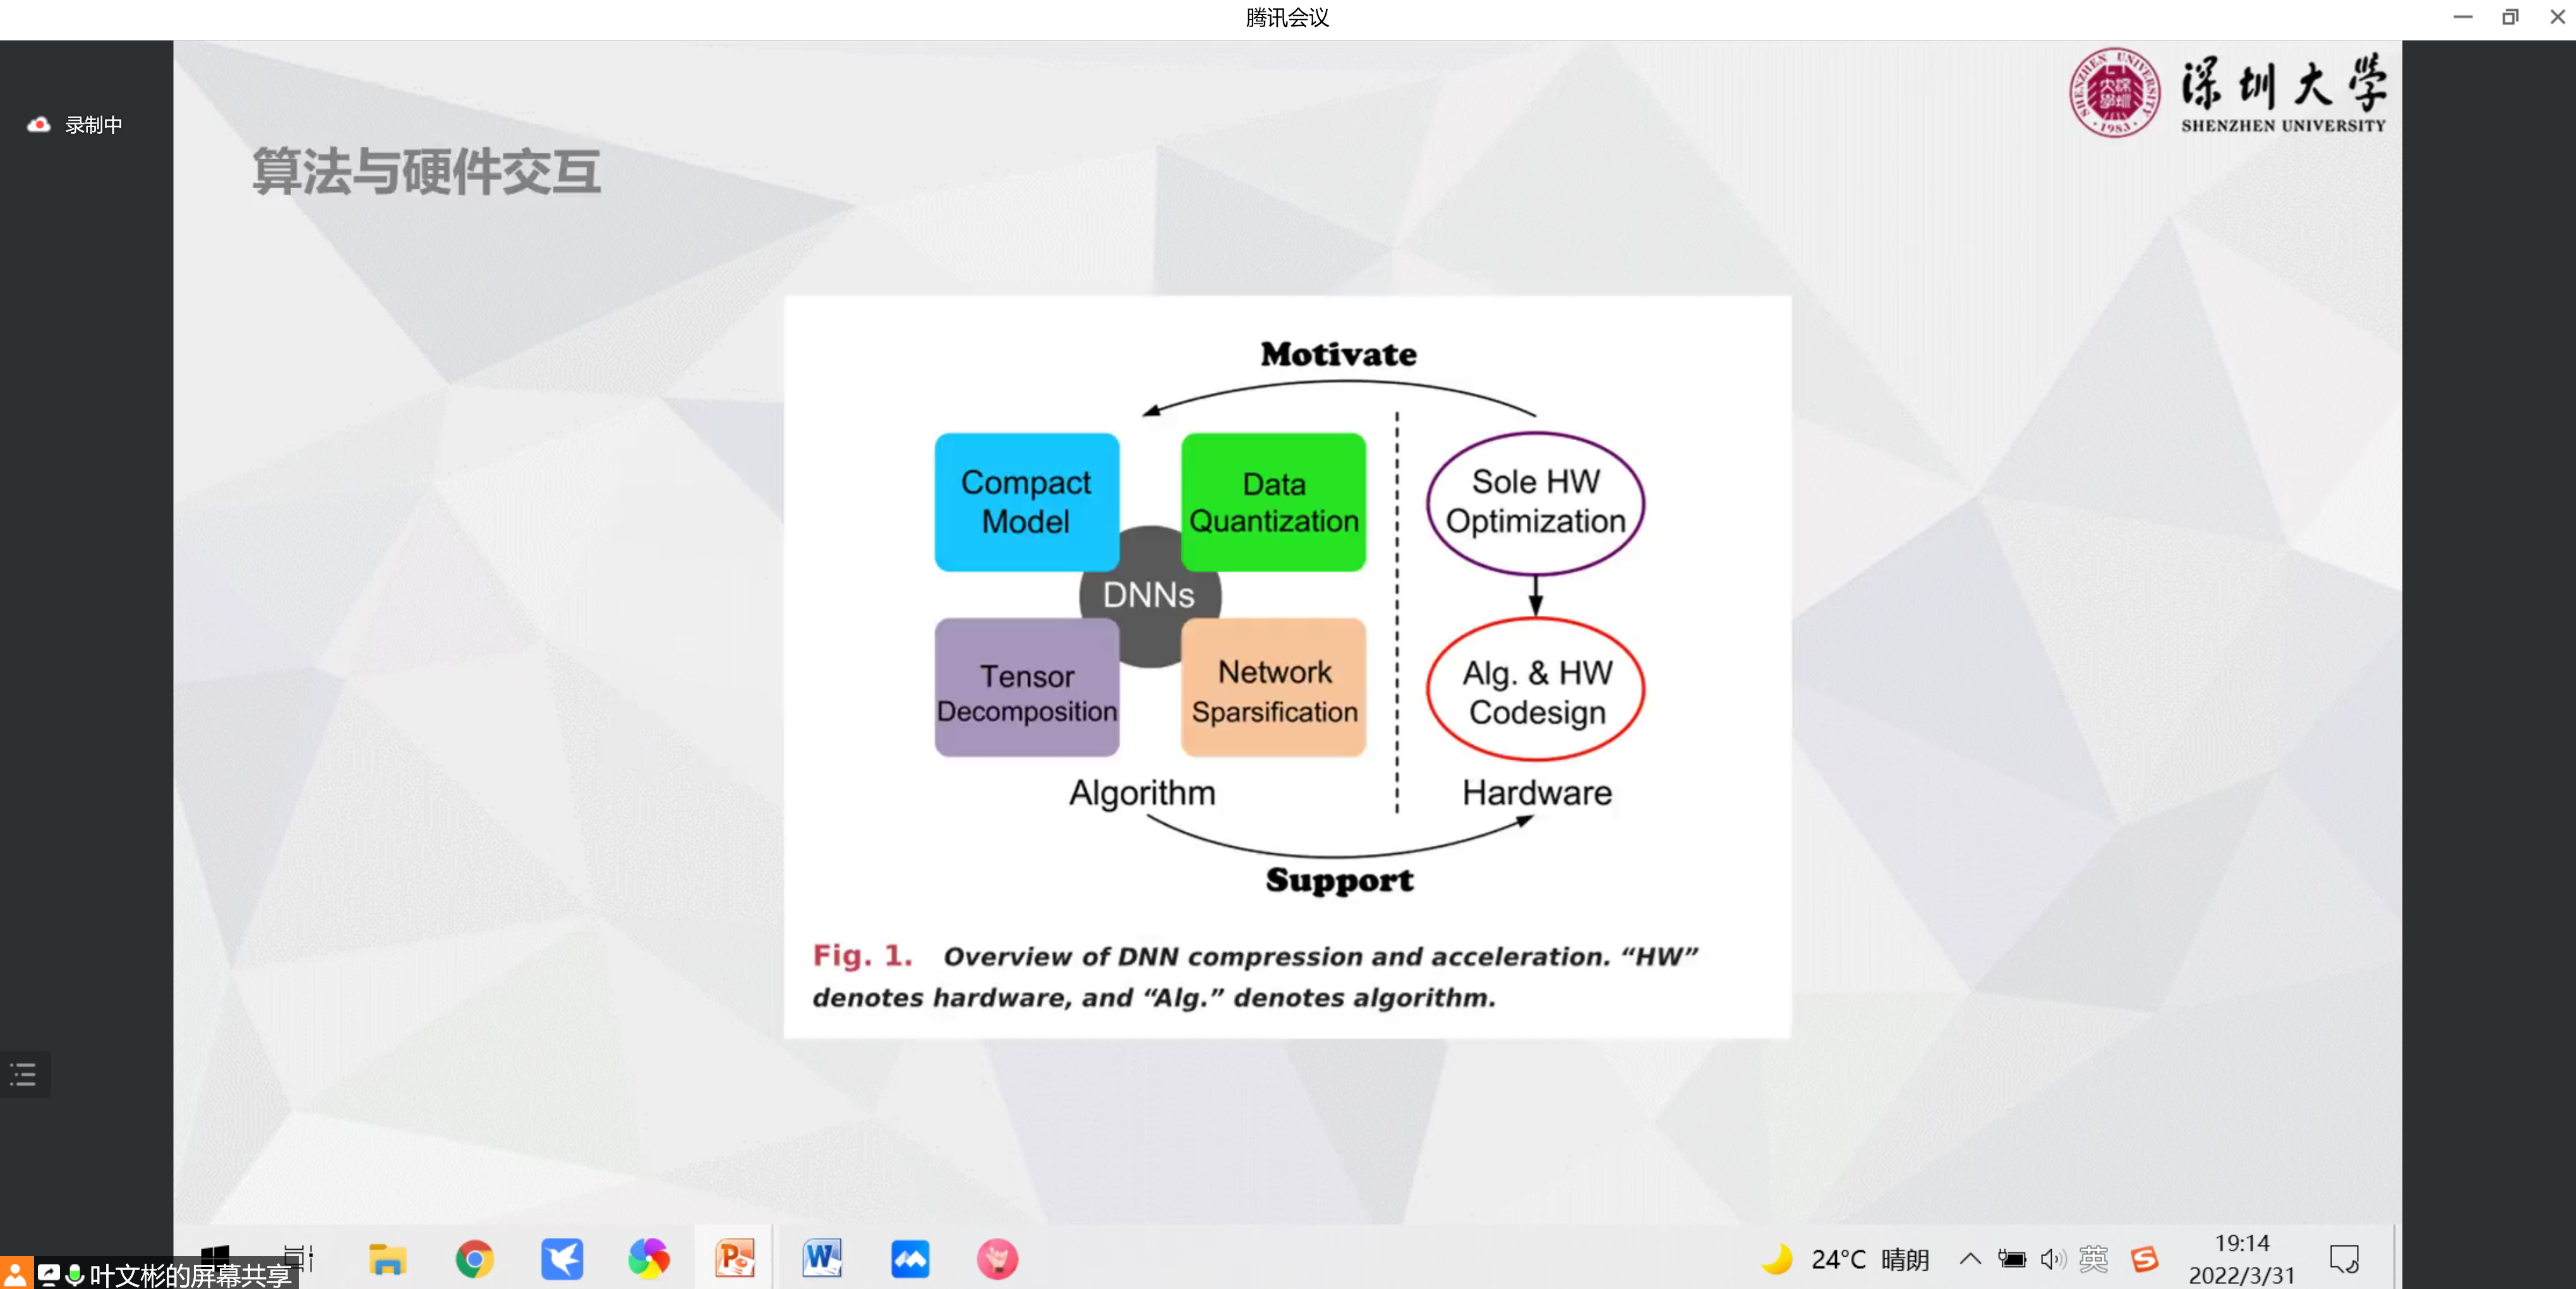 腾讯会议
录制中
深圳大学
SHENZHEN UNIVERSITY
SHENZHEN UNIVERSITY
· 1983 ·
算法与硬件交互
Motivate
Compact
Model
Data
Quantization
Sole HW
Optimization
DNNs
Tensor
Decomposition
Network
Sparsification
Alg. & HW
Codesign
Algorithm
Hardware
Support
Fig. 1. Overview of DNN compression and acceleration. “HW”
denotes hardware, and “Alg.” denotes algorithm.
叶文彬的屏幕共享
24°C 晴朗
英
19:14
2022/3/31